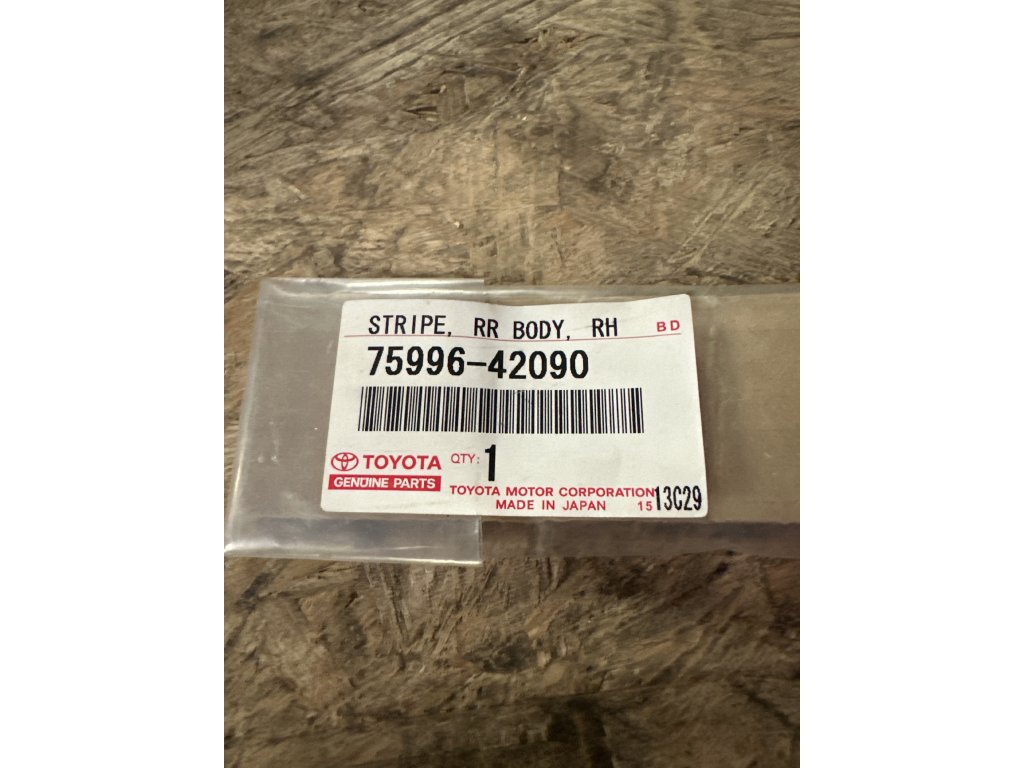 STRIPE, RR BODY, RH BD
75996-42090
TOYOTA QTY: 1
GENUINE PARTS
TOYOTA MOTOR CORPORATION 13C29
MADE IN JAPAN 15